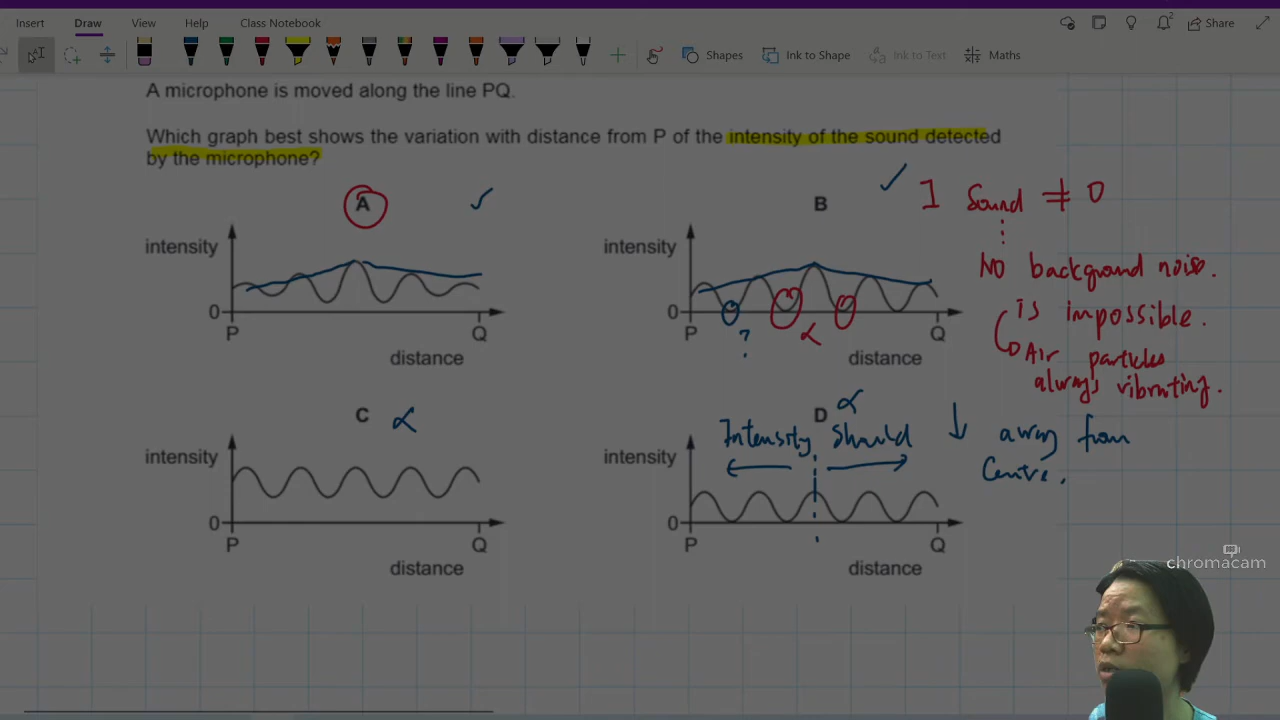 Insert Draw View Help Class Notebook Share
Shapes Ink to Shape Ink to Text Maths
A microphone is moved along the line PQ.
Which graph best shows the variation with distance from P of the intensity of the sound detected
by the microphone?
A
intensity
0
P Q
distance
B
intensity
0
P Q
distance
?
I Sound ≠ 0
No background noise.
is impossible.
Air particles
always vibrating.
C
intensity
0
P Q
distance
D
Intensity should ↓ away from
Centre.
intensity
0
P Q
distance
chromacam